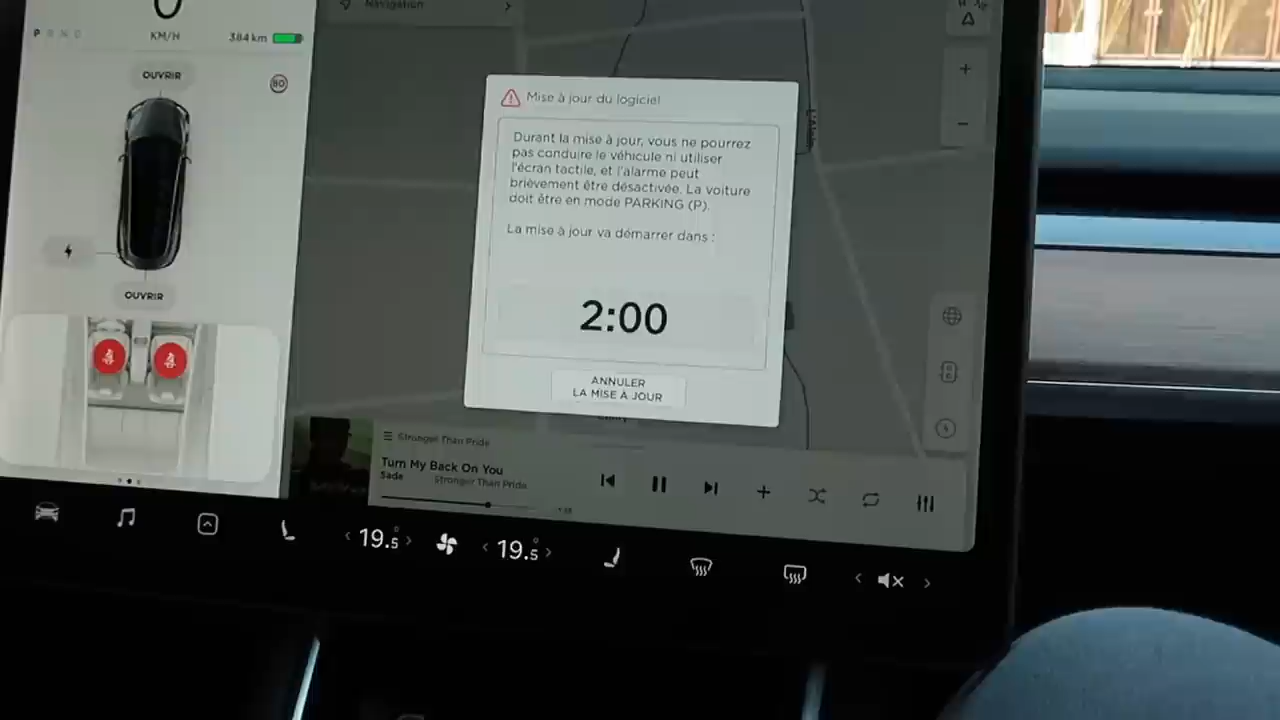 Navigation
0
P R N D
KM/H
384 km
OUVRIR
80
OUVRIR
Mise à jour du logiciel
Durant la mise à jour, vous ne pourrez
pas conduire le véhicule ni utiliser
l'écran tactile, et l'alarme peut
brièvement être désactivée. La voiture
doit être en mode PARKING (P).
La mise à jour va démarrer dans :
2:00
ANNULER
LA MISE À JOUR
Stronger Than Pride
Turn My Back On You
Sade
Stronger Than Pride
19.5°
19.5°